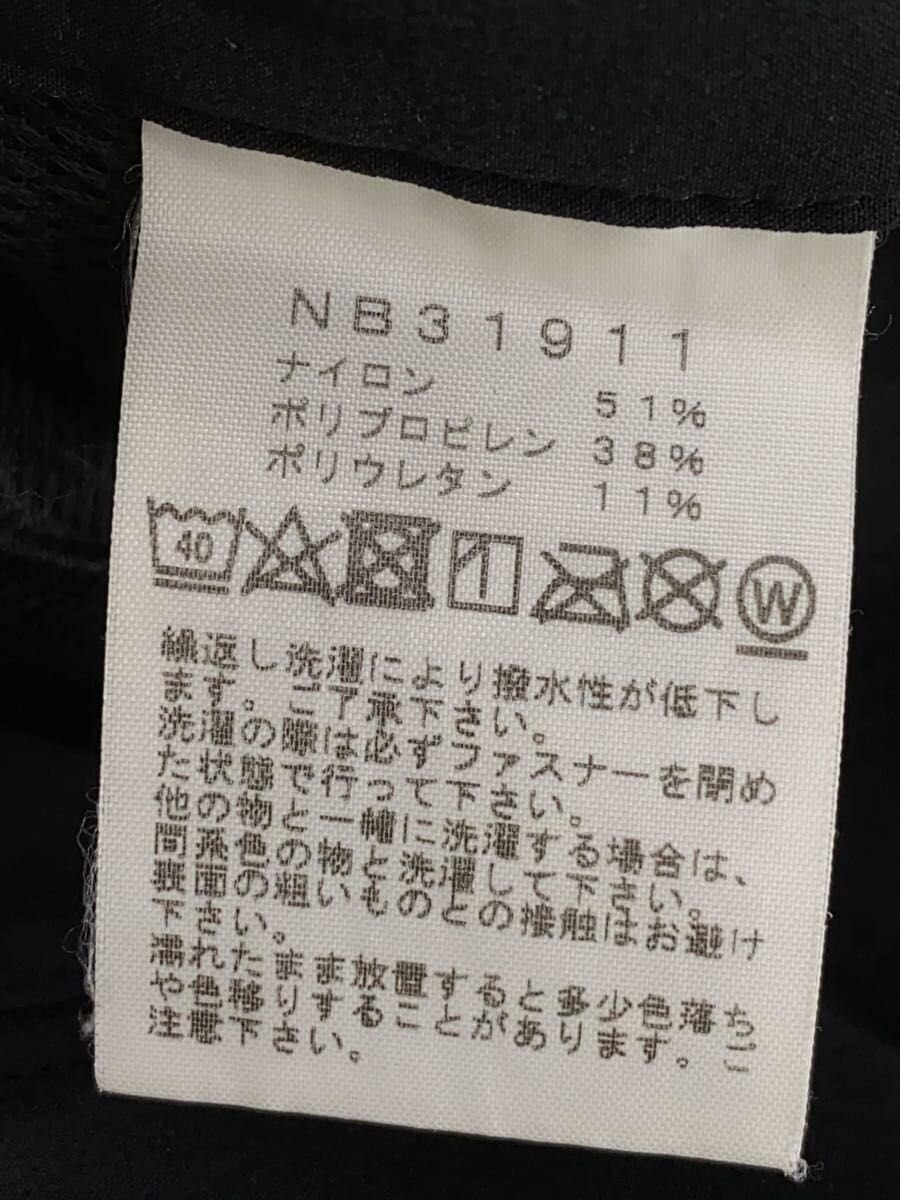 NB31911
ナイロン 51%
ポリプロピレン 38%
ポリウレタン 11%
40
W
繰返し洗濯により撥水性が低下し
ます。ご了承下さい。
洗濯の際は必ずファスナーを閉め
た状態で行って下さい。
他の物と一緒に洗濯する場合は、
同系色の物と洗濯して下さい。
表面の粗いものとの接触はお避け
下さい。
濡れたまま放置すると多少色落ち
や色移りすることがあります。ご
注意下さい。